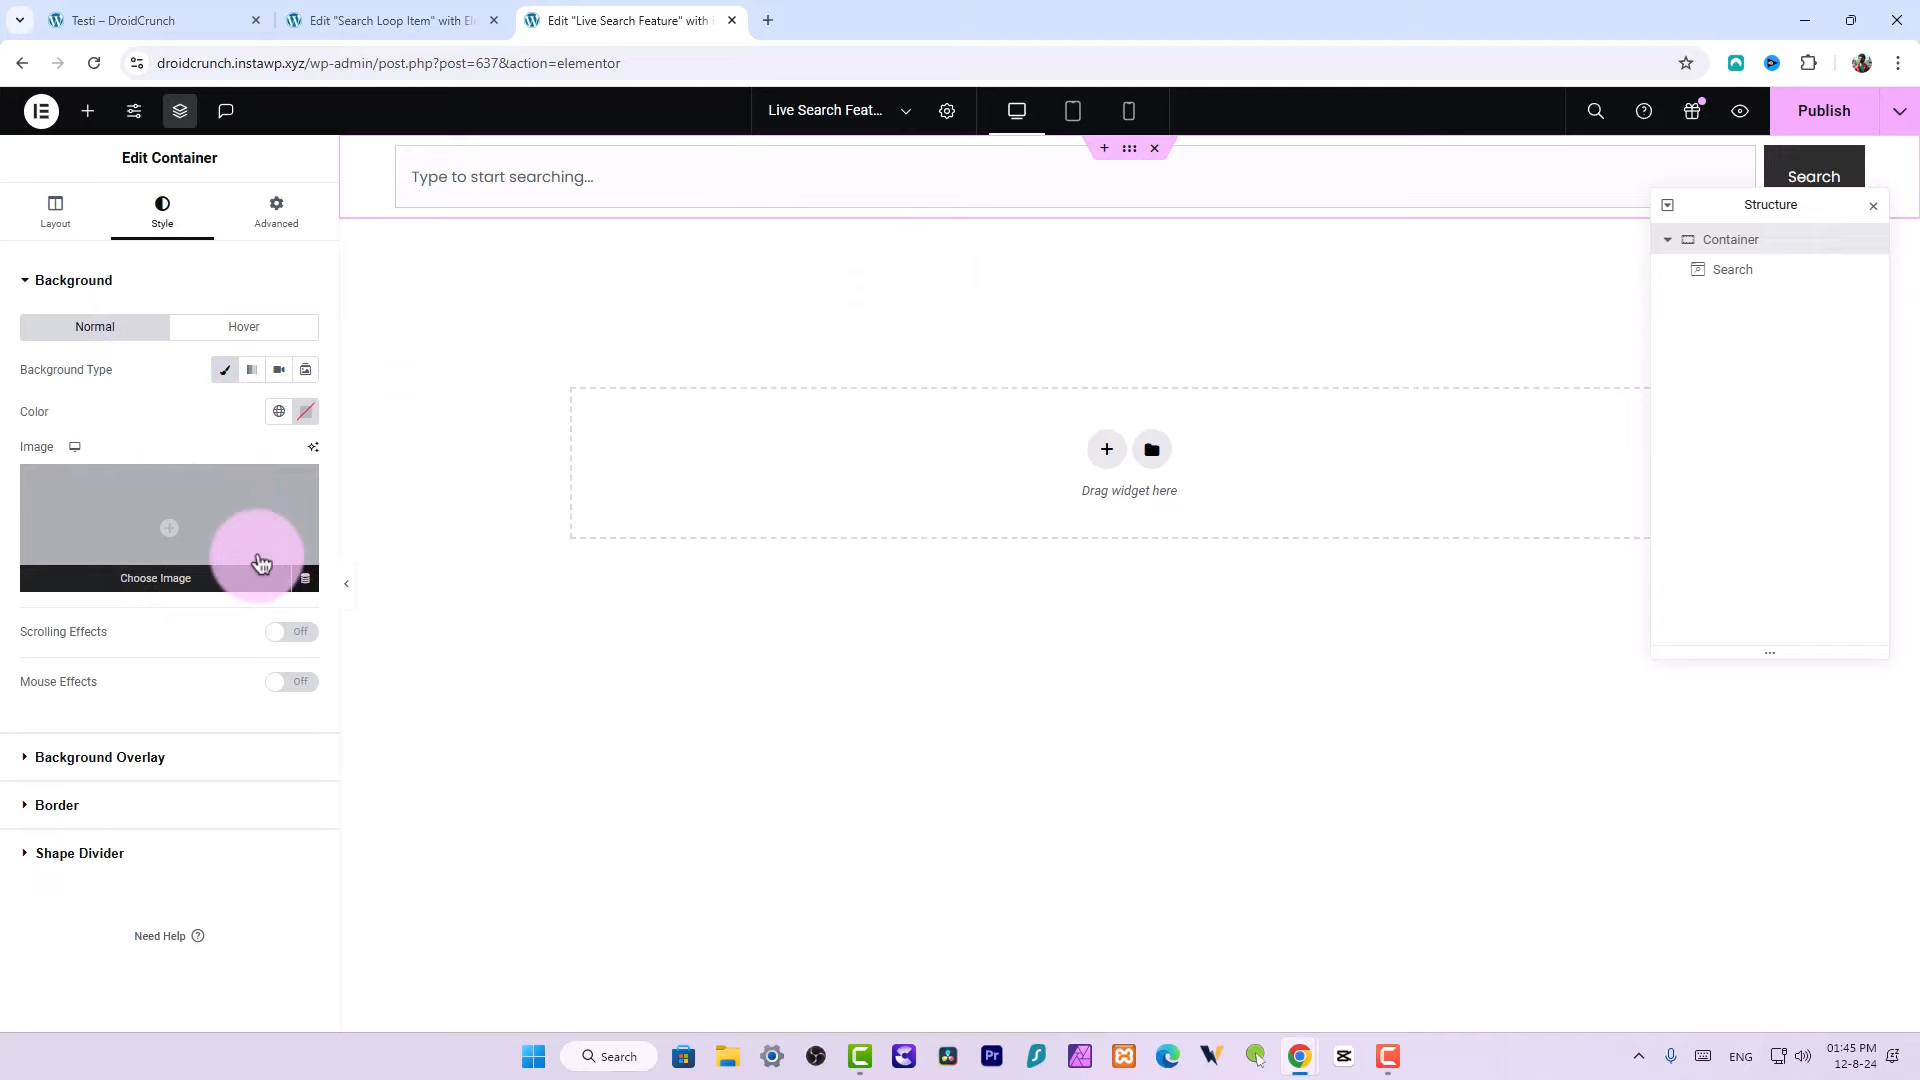 Testi – DroidCrunch
Edit "Search Loop Item" with El
Edit "Live Search Feature" with
droidcrunch.instawp.xyz/wp-admin/post.php?post=637&action=elementor
Live Search Feat...
Publish
Edit Container
Layout
Style
Advanced
Type to start searching...
Search
Structure
Container
Search
Background
Normal
Hover
Background Type
Color
Image
Choose Image
Drag widget here
Scrolling Effects
Off
Mouse Effects
Off
Background Overlay
Border
Shape Divider
Need Help
Search
Pr
ENG
01:45 PM
12-8-24